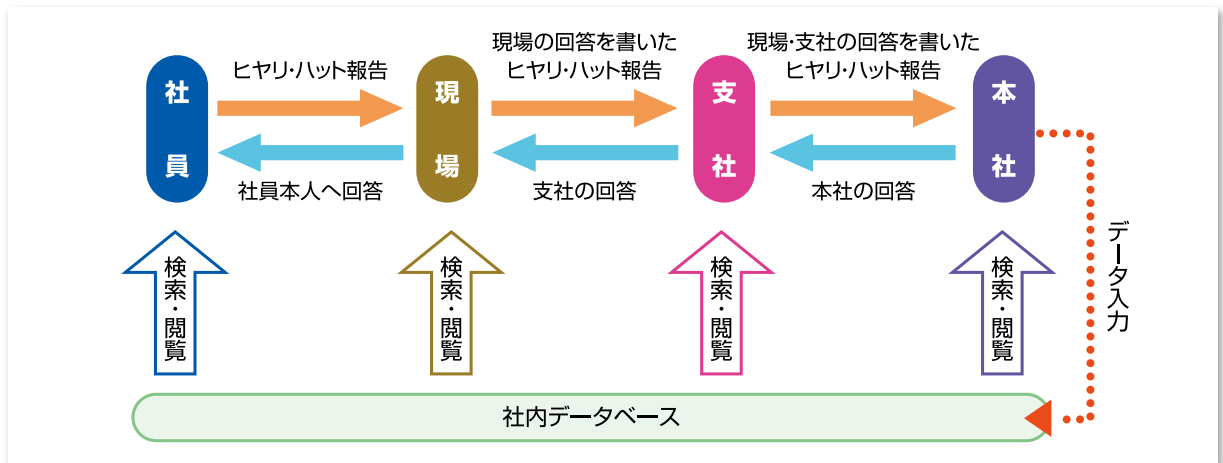 現場の回答を書いた
現場・支社の回答を書いた
ヒヤリ・ハット報告
ヒヤリ・ハット報告
ヒヤリ・ハット報告
社員
現場
支社
本社
社員本人へ回答
支社の回答
本社の回答
データ入力
検索・閲覧
検索・閲覧
検索・閲覧
検索・閲覧
社内データベース